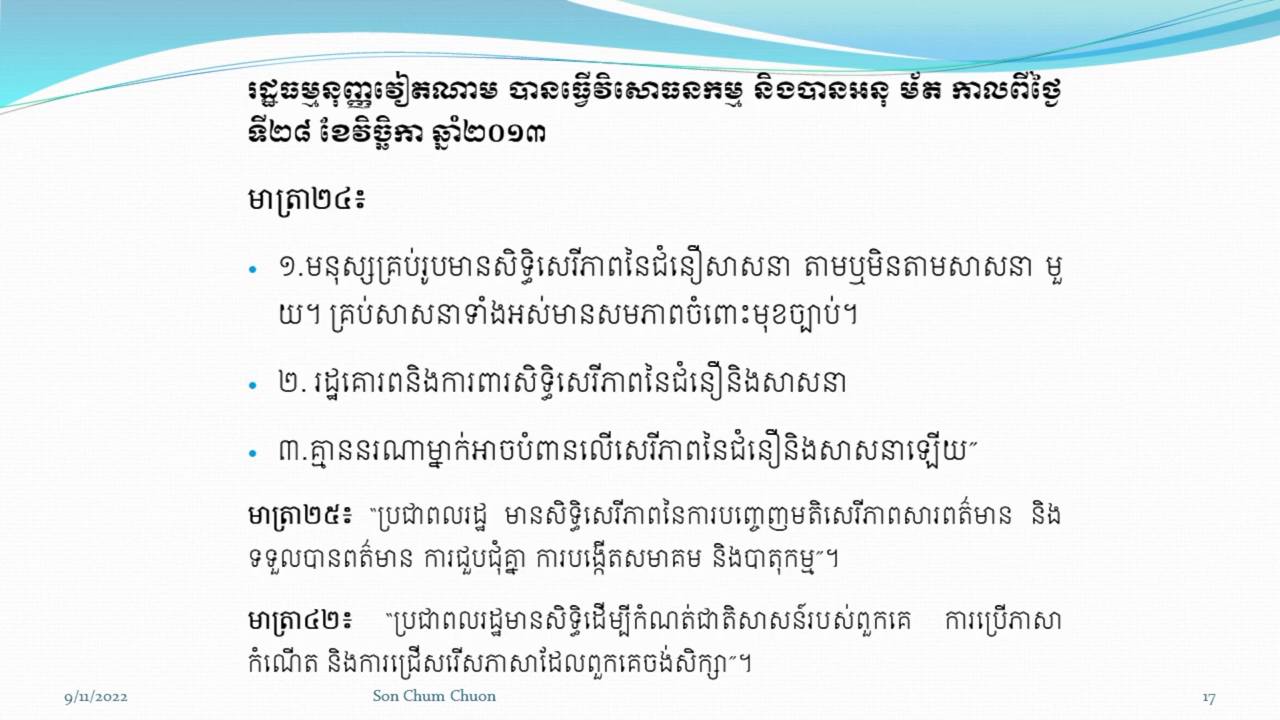 រដ្ឋធម្មនុញ្ញវៀតណាម បានធ្វើវិសោធនកម្ម និងបានអនុ ម័ត កាលពីថ្ងៃ
ទី២៨ ខែវិច្ឆិកា ឆ្នាំ២០១៣
មាត្រា២៤៖
• ១.មនុស្សគ្រប់រូបមានសិទ្ធិសេរីភាពនៃជំនឿសាសនា តាមឬមិនតាមសាសនា មួ
យ។ គ្រប់សាសនាទាំងអស់មានសមភាពចំពោះមុខច្បាប់។
• ២. រដ្ឋគោរពនិងការពារសិទ្ធិសេរីភាពនៃជំនឿនិងសាសនា
• ៣.គ្មាននរណាម្នាក់អាចបំពានលើសេរីភាពនៃជំនឿនិងសាសនាឡើយ”
មាត្រា២៥៖ “ប្រជាពលរដ្ឋ មានសិទ្ធិសេរីភាពនៃការបញ្ចេញមតិសេរីភាពសារពត៌មាន និង
ទទួលបានពត៌មាន ការជួបជុំគ្នា ការបង្កើតសមាគម និងបាតុកម្ម”។
មាត្រា៤២៖ “ប្រជាពលរដ្ឋមានសិទ្ធិដើម្បីកំណត់ជាតិសាសន៍របស់ពួកគេ ការប្រើភាសា
កំណើត និងការជ្រើសរើសភាសាដែលពួកគេចង់សិក្សា”។
9/11/2022 Son Chum Chuon 17